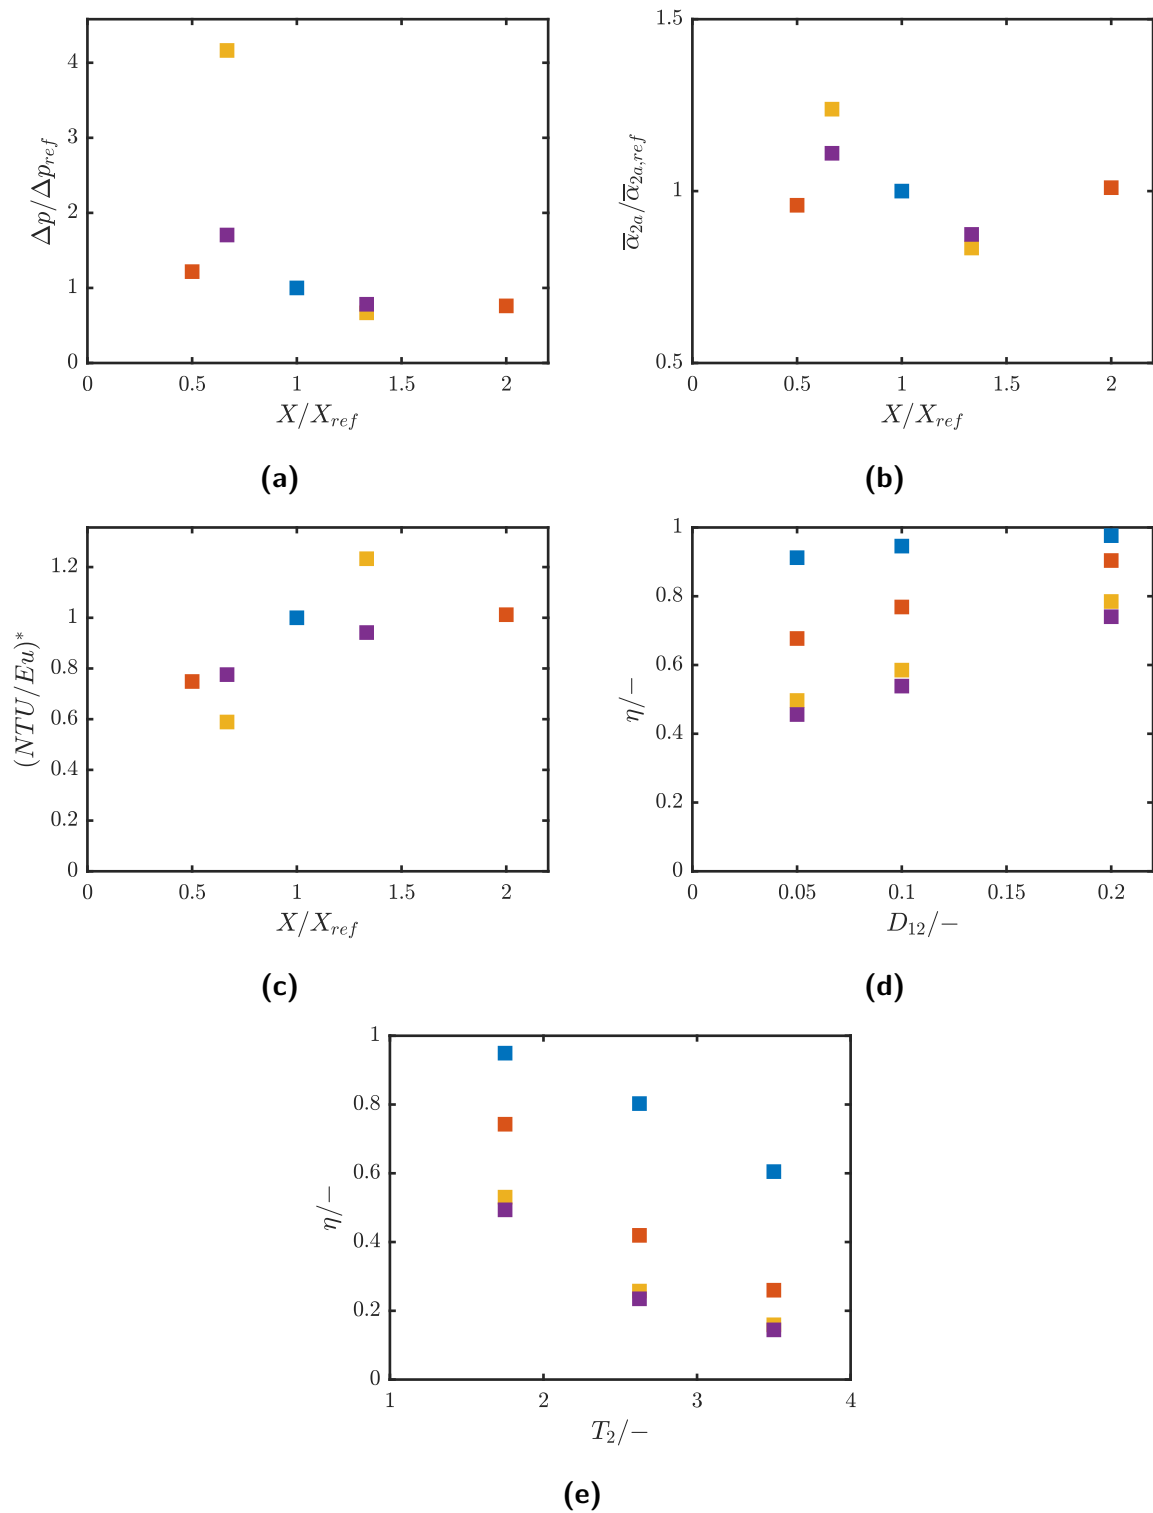 4
3
2
1
0
Δp/Δp_ref
0 0.5 1 1.5 2
X/X_ref
(a)
1.5
1
0.5
α̅_2a/α̅_2a,ref
0 0.5 1 1.5 2
X/X_ref
(b)
1.2
1
0.8
0.6
0.4
0.2
0
(NTU/Eu)*
0 0.5 1 1.5 2
X/X_ref
(c)
1
0.8
0.6
0.4
0.2
0
η/−
0 0.05 0.1 0.15 0.2
D_12/−
(d)
1
0.8
0.6
0.4
0.2
0
η/−
1 2 3 4
T_2/−
(e)